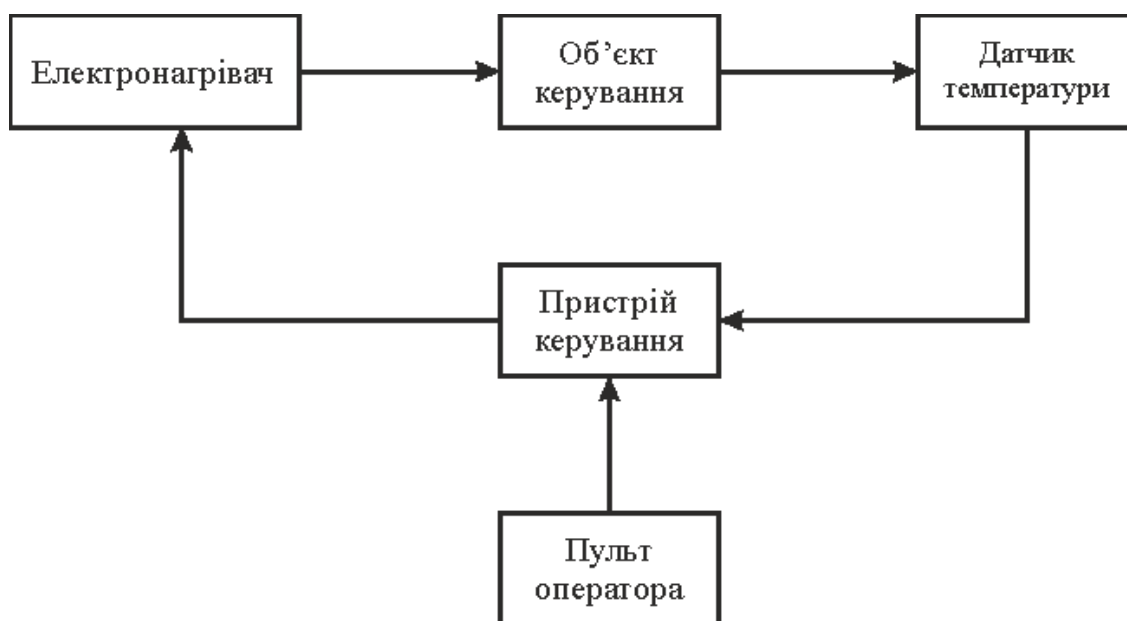 Електронагрівач
Об’єкт
керування
Датчик
температури
Пристрій
керування
Пульт
оператора